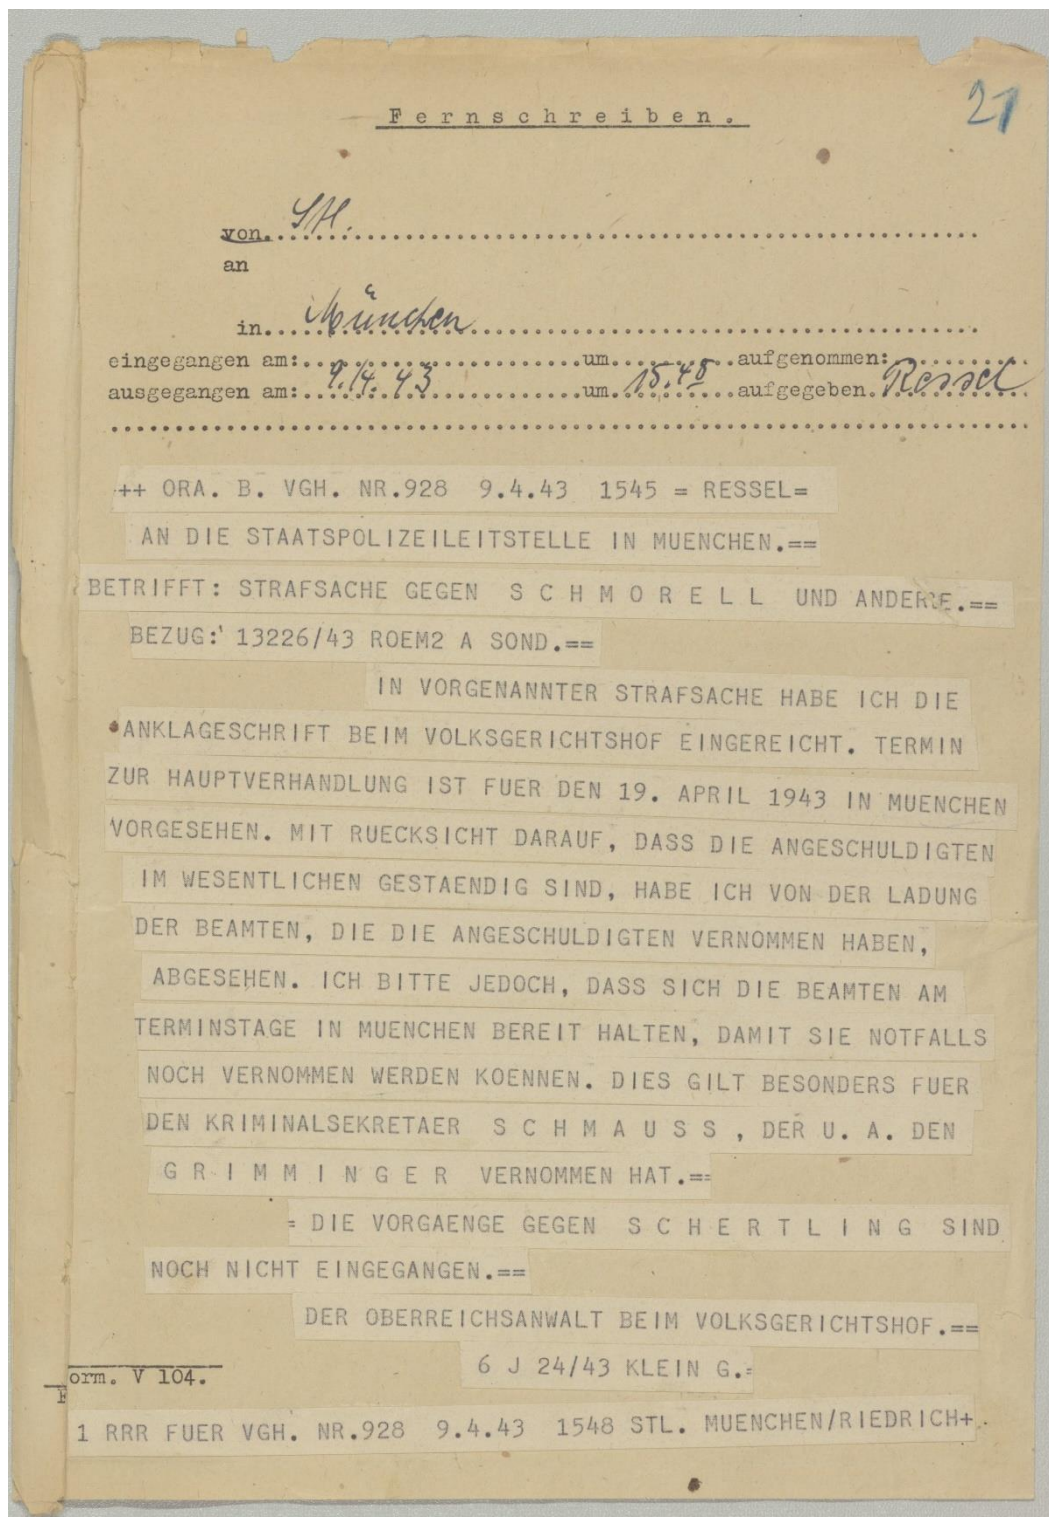 21
Fernschreiben.
von
an
in München
eingegangen am: um aufgenommen:
ausgegangen am: 9.4.43 um 15.48 aufgegeben. Ressel
++ ORA. B. VGH. NR.928 9.4.43 1545 = RESSEL=
AN DIE STAATSPOLIZEILEITSTELLE IN MUENCHEN.==
BETRIFFT: STRAFSACHE GEGEN S C H M O R E L L UND ANDERE.==
BEZUG:' 13226/43 ROEM2 A SOND.==
IN VORGENANNTER STRAFSACHE HABE ICH DIE
ANKLAGESCHRIFT BEIM VOLKSGERICHTSHOF EINGEREICHT. TERMIN
ZUR HAUPTVERHANDLUNG IST FUER DEN 19. APRIL 1943 IN MUENCHEN
VORGESEHEN. MIT RUECKSICHT DARAUF, DASS DIE ANGESCHULDIGTEN
IM WESENTLICHEN GESTAENDIG SIND, HABE ICH VON DER LADUNG
DER BEAMTEN, DIE DIE ANGESCHULDIGTEN VERNOMMEN HABEN,
ABGESEHEN. ICH BITTE JEDOCH, DASS SICH DIE BEAMTEN AM
TERMINSTAGE IN MUENCHEN BEREIT HALTEN, DAMIT SIE NOTFALLS
NOCH VERNOMMEN WERDEN KOENNEN. DIES GILT BESONDERS FUER
DEN KRIMINALSEKRETAER S C H M A U S S , DER U. A. DEN
G R I M M I N G E R VERNOMMEN HAT.==
= DIE VORGAENGE GEGEN S C H E R T L I N G SIND
NOCH NICHT EINGEGANGEN.==
DER OBERREICHSANWALT BEIM VOLKSGERICHTSHOF.==
6 J 24/43 KLEIN G.=
orm. V 104.
1 RRR FUER VGH. NR.928 9.4.43 1548 STL. MUENCHEN/RIEDRICH+